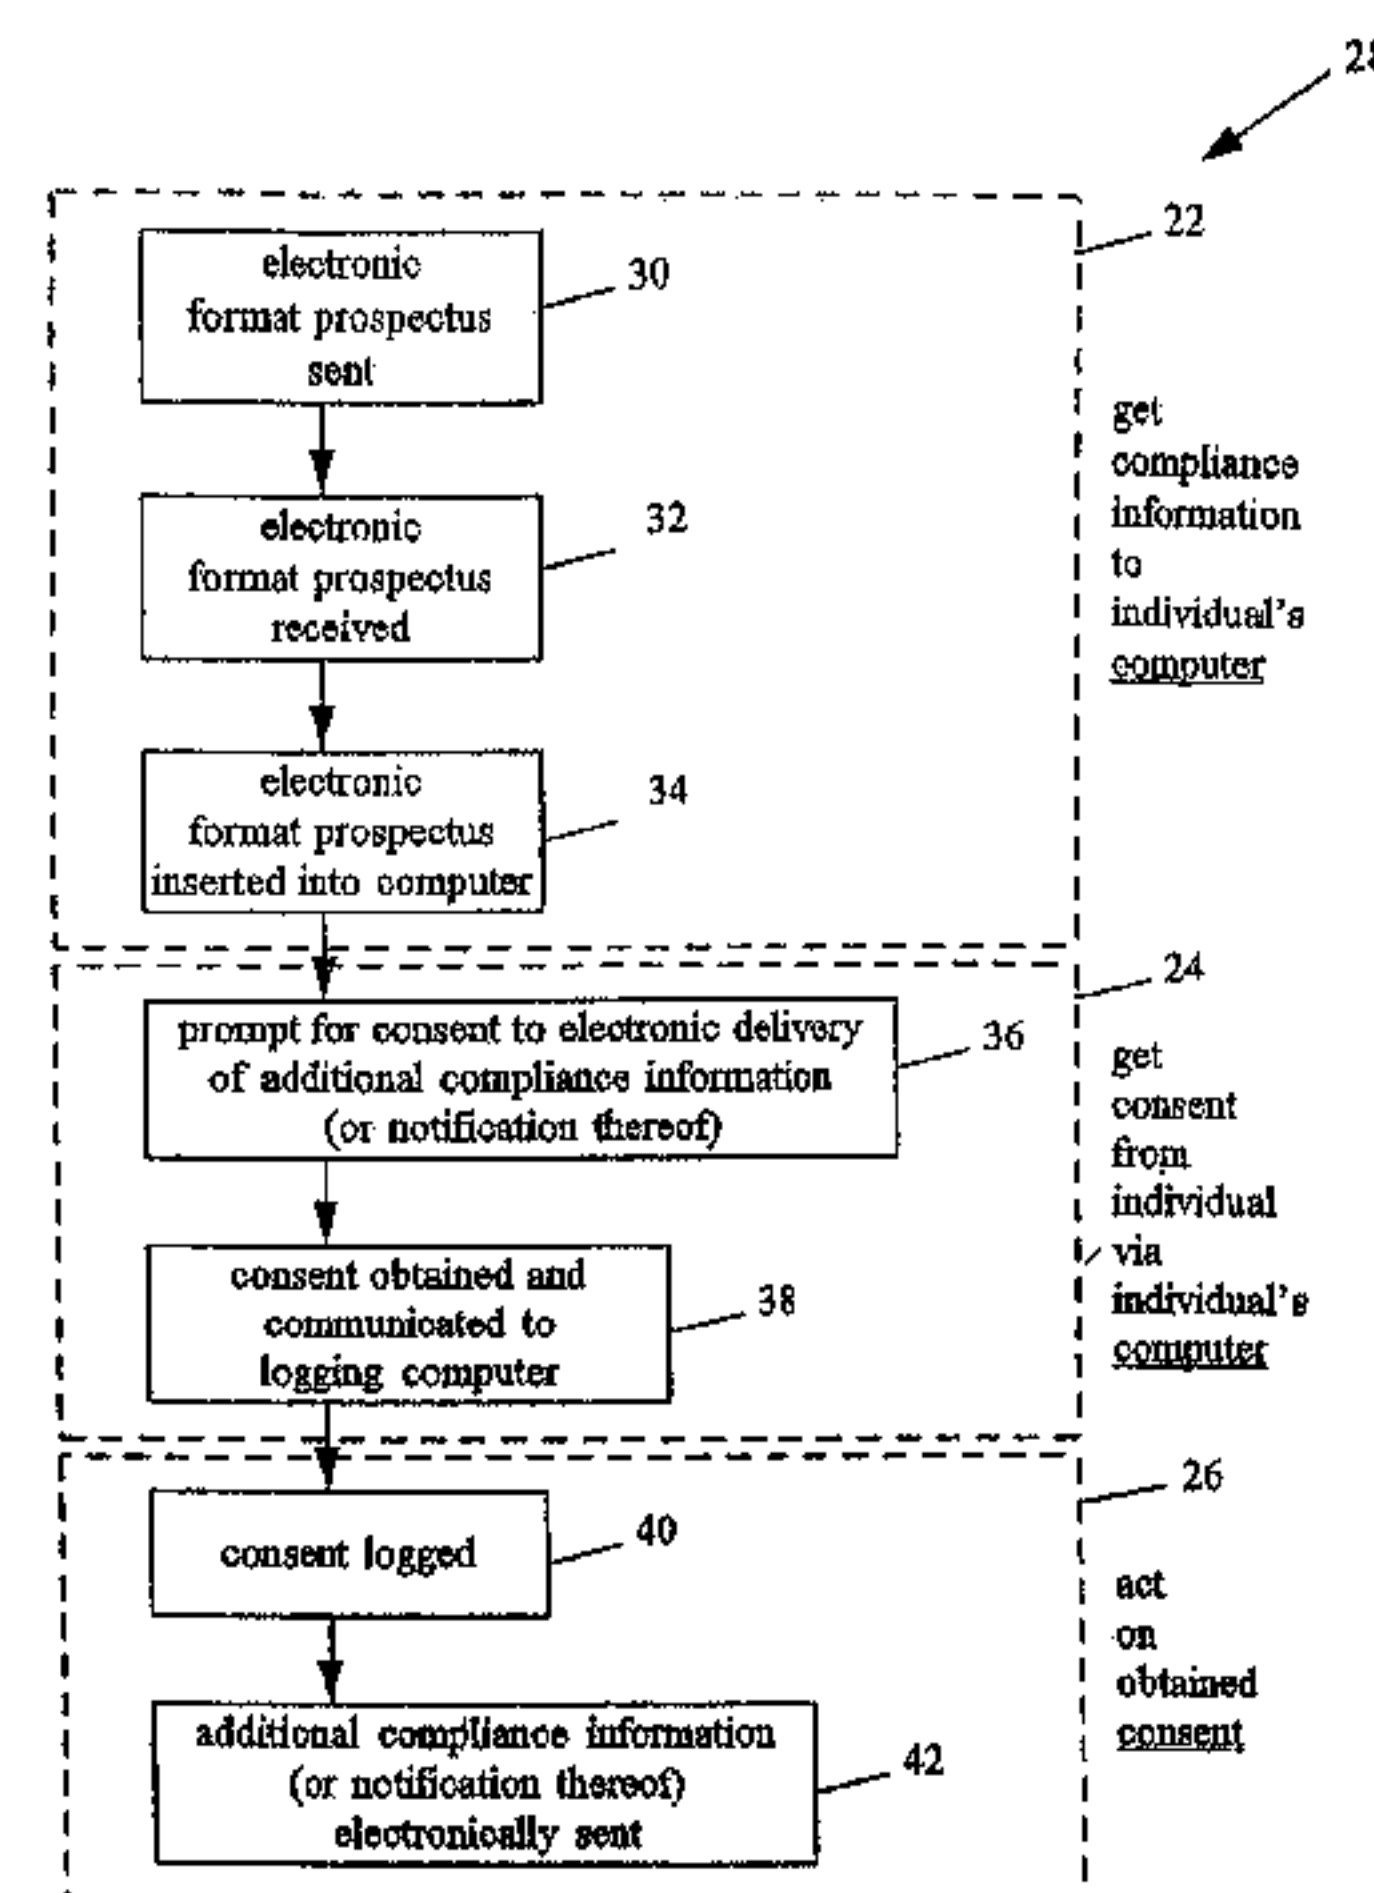 22
electronic
format prospectus
sent
30
electronic
format prospectus
received
32
electronic
format prospectus
inserted into computer
34
get
compliance
information
to
individual's
computer
24
prompt for consent to electronic delivery
of additional compliance information
(or notification thereof)
36
consent obtained and
communicated to
logging computer
38
get
consent
from
individual
via
individual's
computer
26
consent logged
40
additional compliance information
(or notification thereof)
electronically sent
42
act
on
obtained
consent